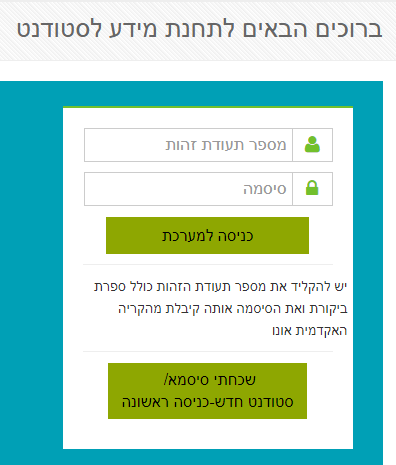 ברוכים הבאים לתחנת מידע לסטודנט
מספר תעודת זהות
סיסמה
כניסה למערכת
יש להקליד את מספר תעודת הזהות כולל ספרת
ביקורת ואת הסיסמה אותה קיבלת מהקריה
האקדמית אונו
שכחתי סיסמא/
סטודנט חדש-כניסה ראשונה